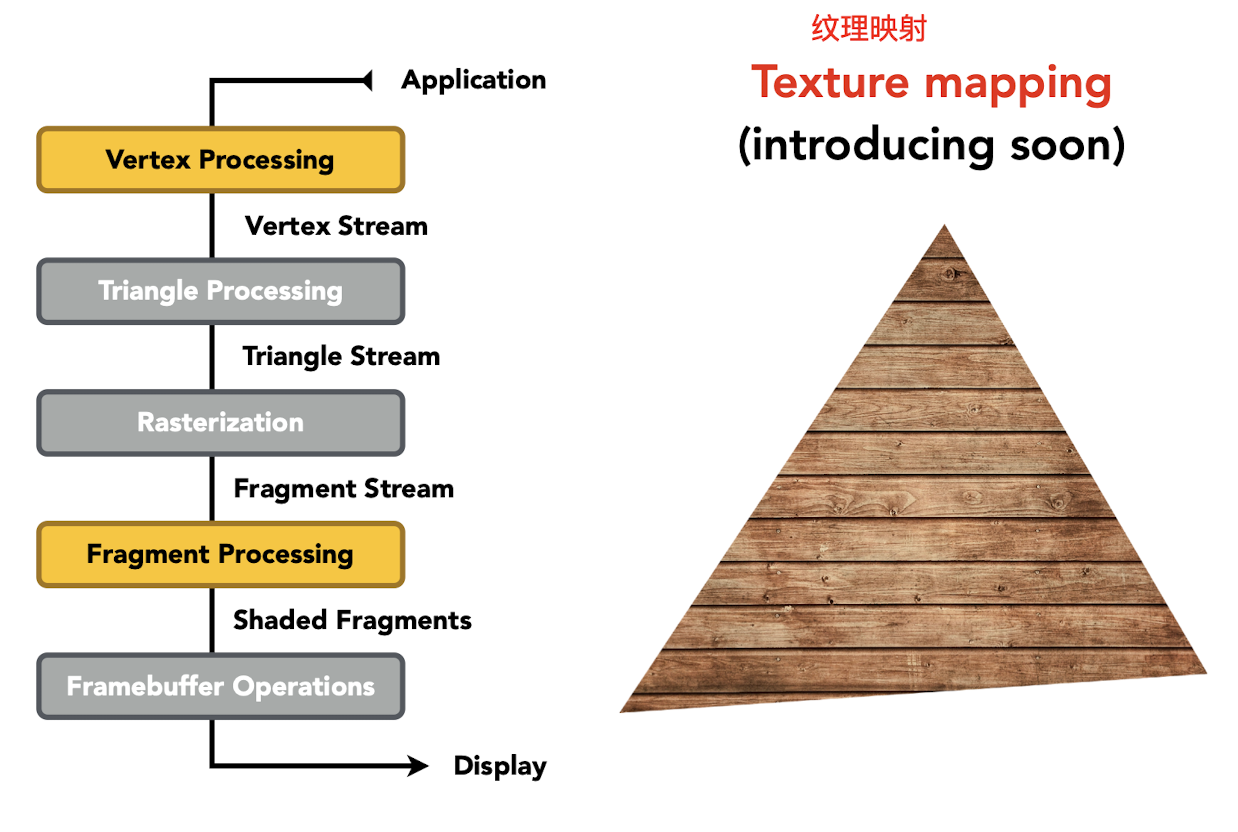 Application
Vertex Processing
Vertex Stream
Triangle Processing
Triangle Stream
Rasterization
Fragment Stream
Fragment Processing
Shaded Fragments
Framebuffer Operations
Display
纹理映射
Texture mapping
(introducing soon)